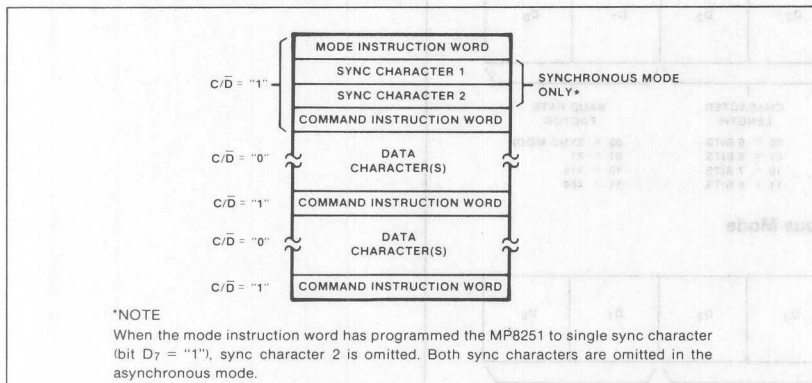 MODE INSTRUCTION WORD
SYNC CHARACTER 1
C/D̅ = "1"
SYNCHRONOUS MODE
ONLY*
SYNC CHARACTER 2
COMMAND INSTRUCTION WORD
C/D̅ = "0"
DATA
CHARACTER(S)
C/D̅ = "1"
COMMAND INSTRUCTION WORD
C/D̅ = "0"
DATA
CHARACTER(S)
C/D̅ = "1"
COMMAND INSTRUCTION WORD
*NOTE
When the mode instruction word has programmed the MP8251 to single sync character
(bit D7 = "1"), sync character 2 is omitted. Both sync characters are omitted in the
asynchronous mode.